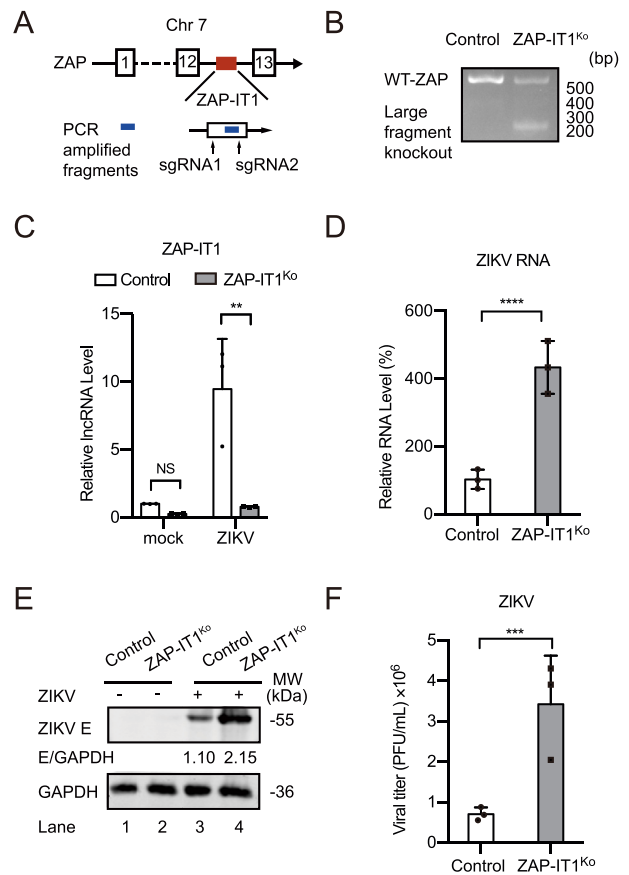 A
Chr 7
ZAP
1
12
13
ZAP-IT1
PCR
amplified
fragments
sgRNA1
sgRNA2
B
Control ZAP-IT1Ko
(bp)
WT-ZAP
500
400
300
200
Large
fragment
knockout
C
ZAP-IT1
Control ZAP-IT1Ko
Relative lncRNA Level
15
10
5
0
NS
**
mock ZIKV
D
ZIKV RNA
Relative RNA Level (%)
600
400
200
0
****
Control ZAP-IT1Ko
E
Control ZAP-IT1Ko Control ZAP-IT1Ko
MW
(kDa)
ZIKV - - + +
ZIKV E -55
E/GAPDH 1.10 2.15
GAPDH -36
Lane 1 2 3 4
F
ZIKV
Viral titer (PFU/mL) ×106
5
4
3
2
1
0
***
Control ZAP-IT1Ko